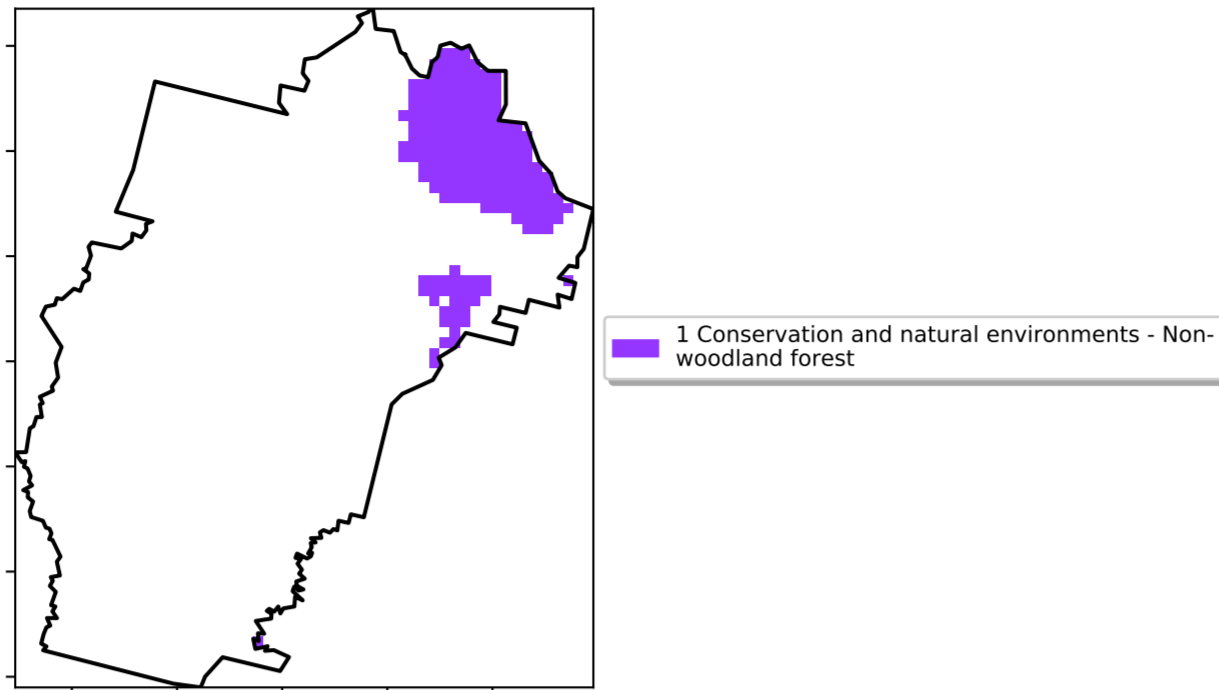 1 Conservation and natural environments - Non-
woodland forest